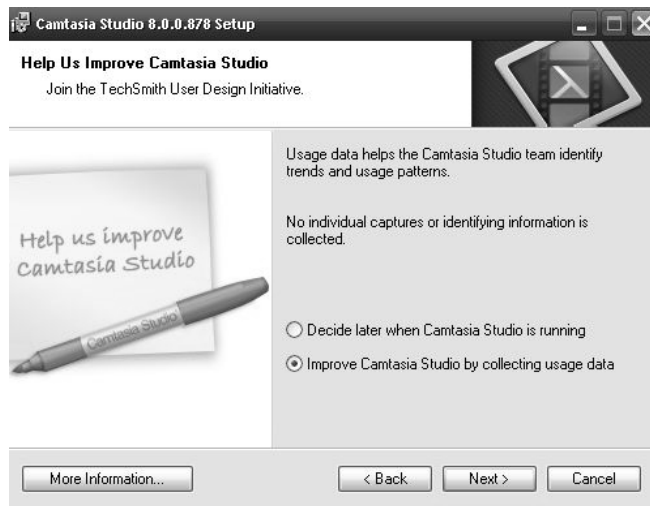 Camtasia Studio 8.0.0.878 Setup
Help Us Improve Camtasia Studio
Join the TechSmith User Design Initiative.
Help us improve
Camtasia Studio
Camtasia Studio
Usage data helps the Camtasia Studio team identify
trends and usage patterns.
No individual captures or identifying information is
collected.
Decide later when Camtasia Studio is running
Improve Camtasia Studio by collecting usage data
More Information...
< Back
Next >
Cancel